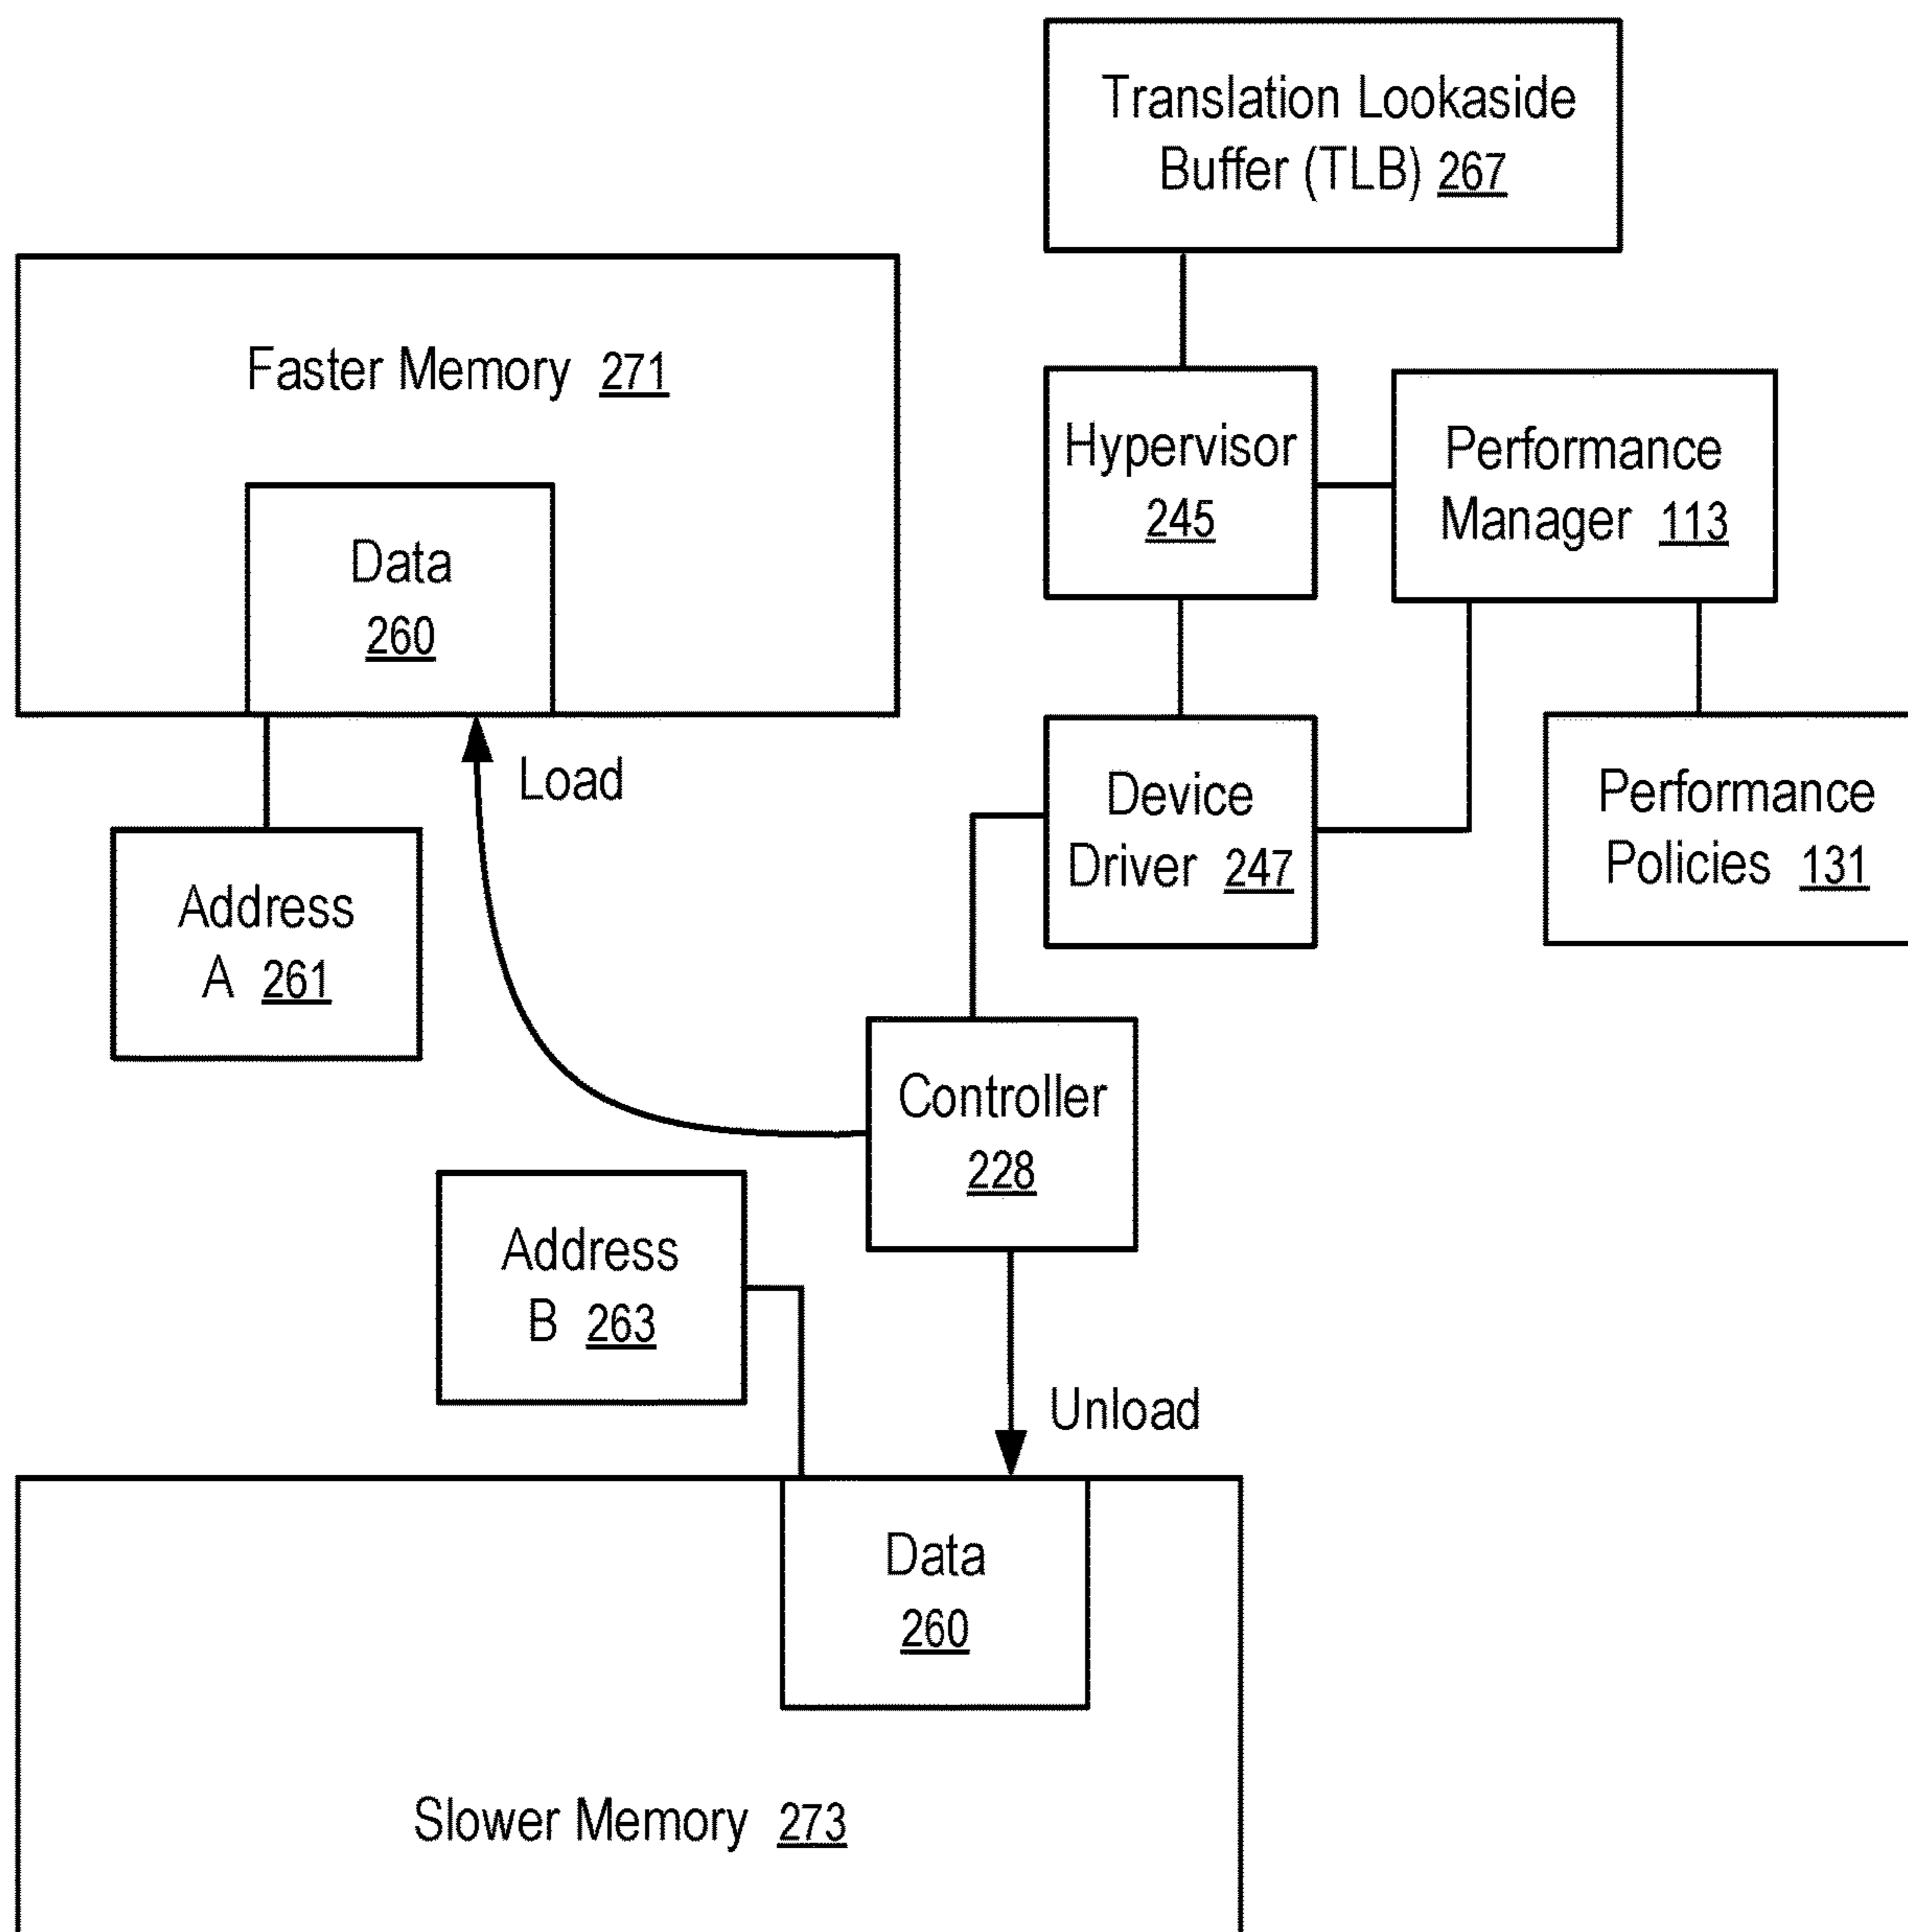 Translation Lookaside
Buffer (TLB) 267
Faster Memory 271
Hypervisor
245
Performance
Manager 113
Data
260
Load
Device
Driver 247
Performance
Policies 131
Address
A 261
Controller
228
Address
B 263
Unload
Data
260
Slower Memory 273